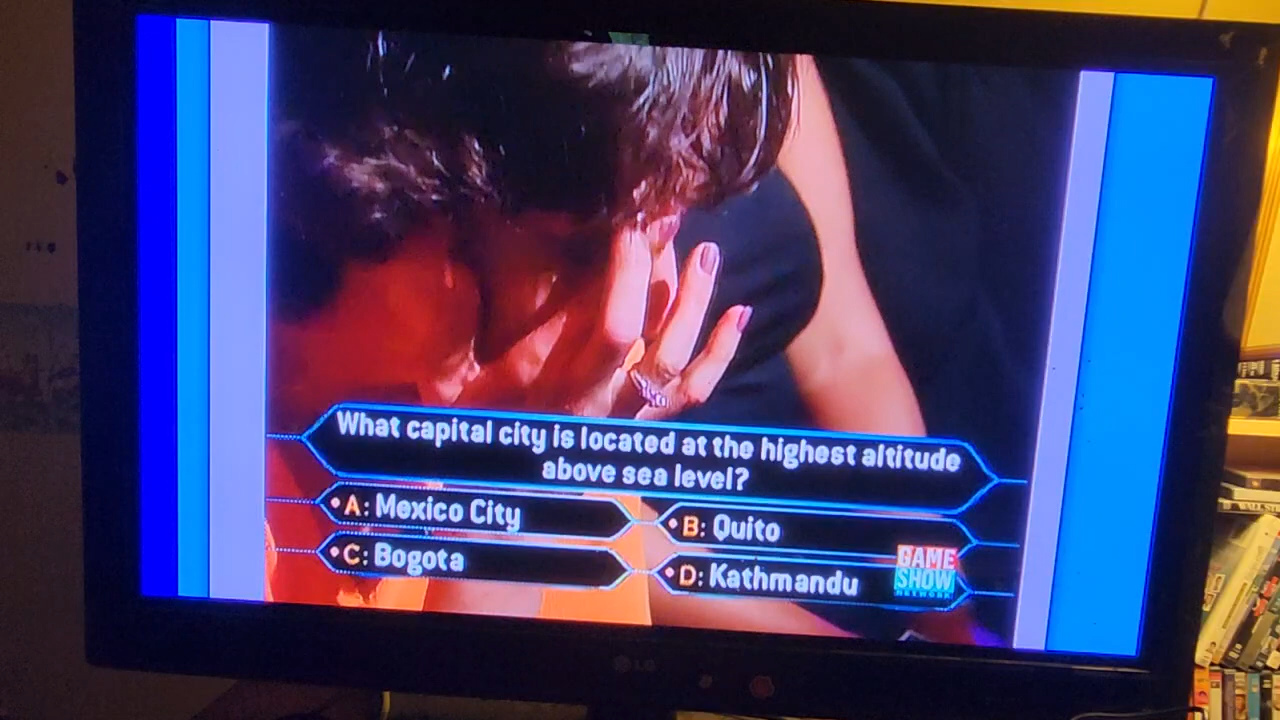 What capital city is located at the highest altitude
above sea level?
A: Mexico City
B: Quito
C: Bogota
D: Kathmandu
GAME
SHOW
NETWORK
LG